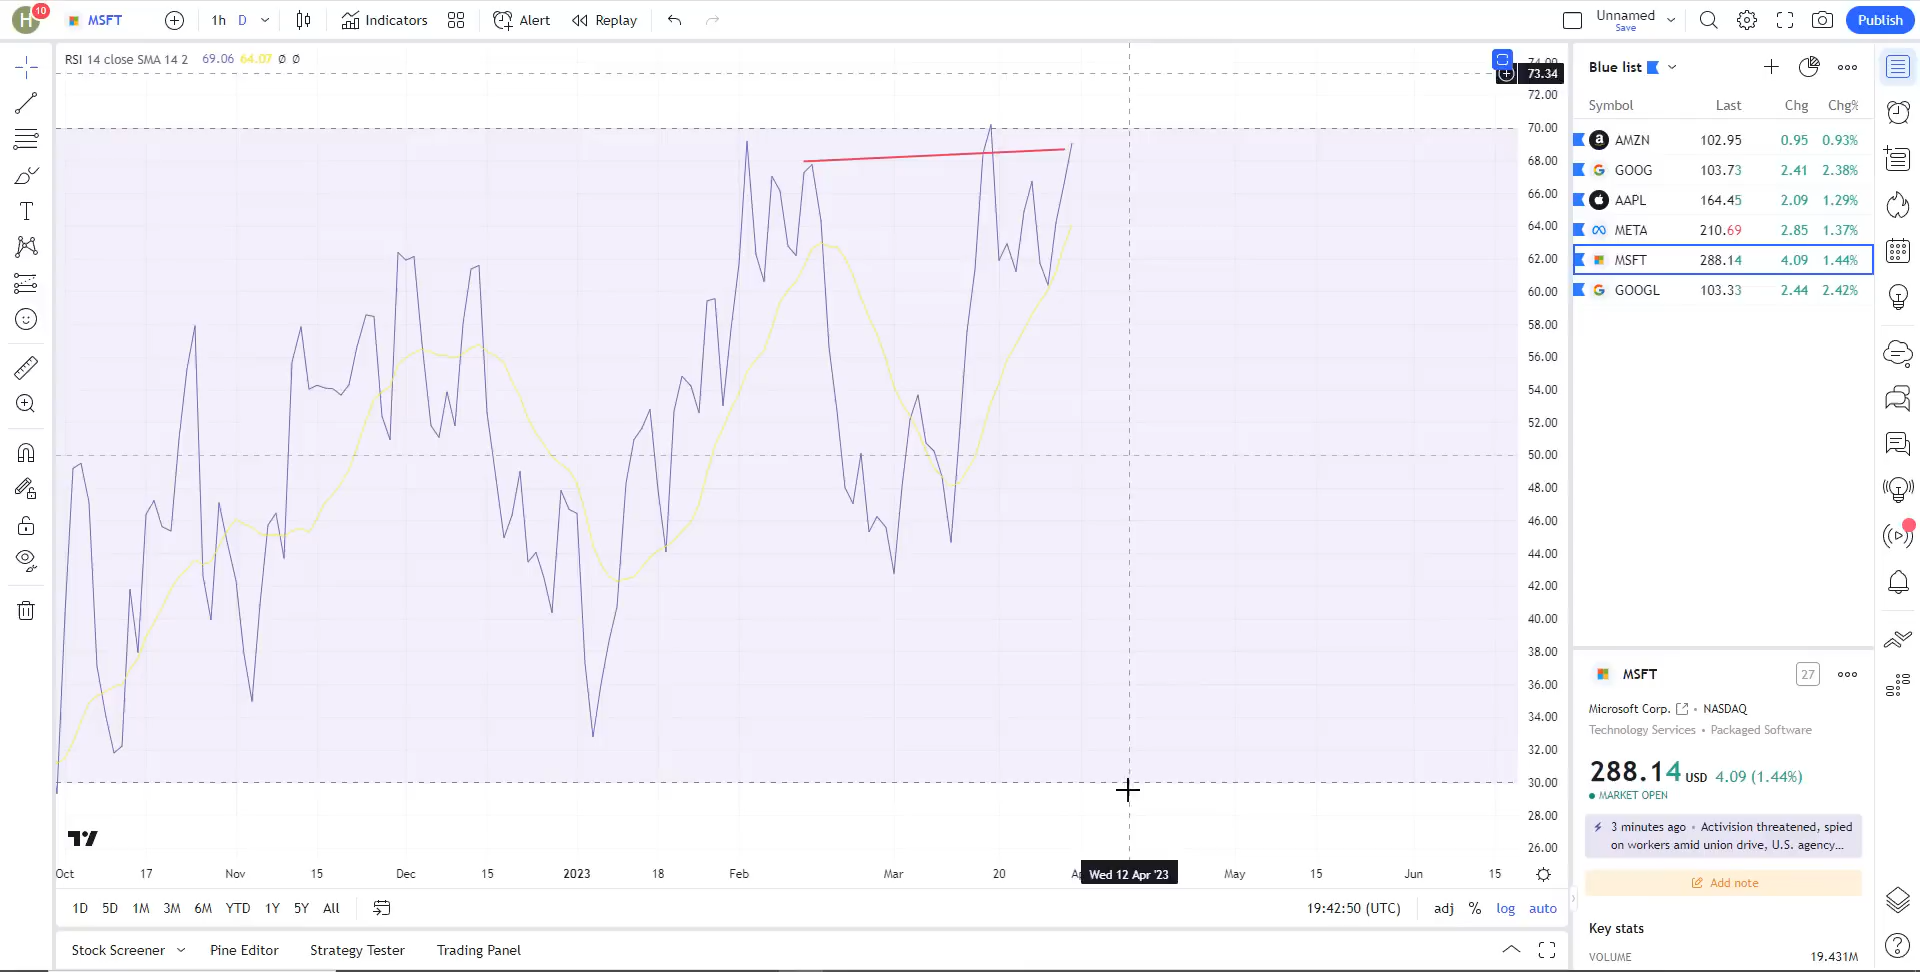 H 10 MSFT 1h D Indicators Alert Replay Unnamed Save Publish
RSI 14 close SMA 14 2 69.06 64.07 Ø Ø
74.00
73.34
72.00
70.00
68.00
66.00
64.00
62.00
60.00
58.00
56.00
54.00
52.00
50.00
48.00
46.00
44.00
42.00
40.00
38.00
36.00
34.00
32.00
30.00
28.00
26.00
Oct 17 Nov 15 Dec 15 2023 18 Feb Mar 20 Wed 12 Apr '23 May 15 Jun 15
1D 5D 1M 3M 6M YTD 1Y 5Y All 19:42:50 (UTC) adj % log auto
Stock Screener Pine Editor Strategy Tester Trading Panel
Blue list
Symbol Last Chg Chg%
AMZN 102.95 0.95 0.93%
GOOG 103.73 2.41 2.38%
AAPL 164.45 2.09 1.29%
META 210.69 2.85 1.37%
MSFT 288.14 4.09 1.44%
GOOGL 103.33 2.44 2.42%
MSFT 27
Microsoft Corp. • NASDAQ
Technology Services • Packaged Software
288.14 USD 4.09 (1.44%)
MARKET OPEN
3 minutes ago • Activision threatened, spied
on workers amid union drive, U.S. agency...
Add note
Key stats
VOLUME 19.431M